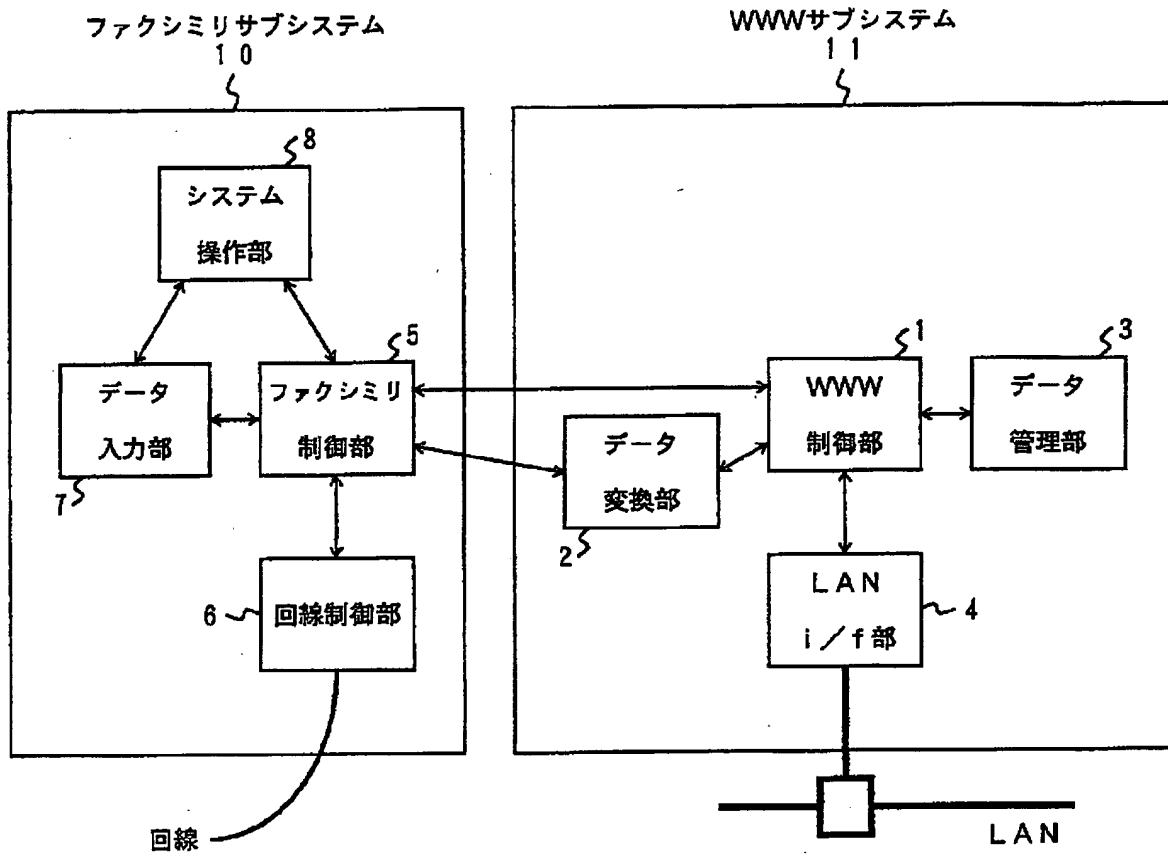 ファクシミリサブシステム
10
WWWサブシステム
11
8
システム
操作部
5
ファクシミリ
制御部
データ
入力部
7
6
回線制御部
回線
1
WWW
制御部
3
データ
管理部
データ
変換部
2
LAN
i/f部
4
LAN